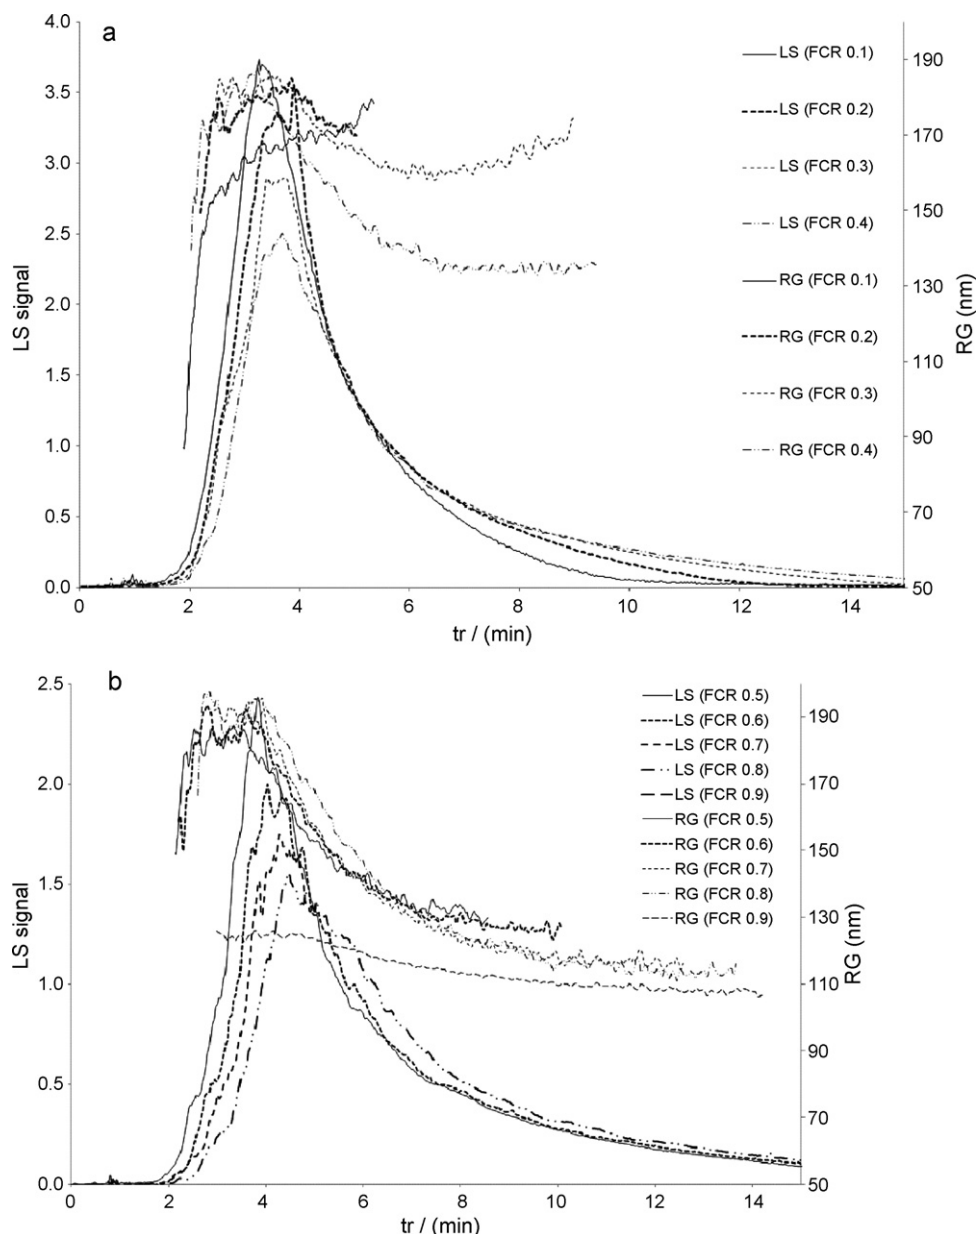 a
4.0
3.5
3.0
2.5
2.0
1.5
1.0
0.5
0.0
LS signal
0
2
4
6
8
10
12
14
tr / (min)
190
170
150
130
110
90
70
50
RG (nm)
LS (FCR 0.1)
LS (FCR 0.2)
LS (FCR 0.3)
LS (FCR 0.4)
RG (FCR 0.1)
RG (FCR 0.2)
RG (FCR 0.3)
RG (FCR 0.4)
b
2.5
2.0
1.5
1.0
0.5
0.0
LS signal
0
2
4
6
8
10
12
14
tr / (min)
190
170
150
130
110
90
70
50
RG (nm)
LS (FCR 0.5)
LS (FCR 0.6)
LS (FCR 0.7)
LS (FCR 0.8)
LS (FCR 0.9)
RG (FCR 0.5)
RG (FCR 0.6)
RG (FCR 0.7)
RG (FCR 0.8)
RG (FCR 0.9)